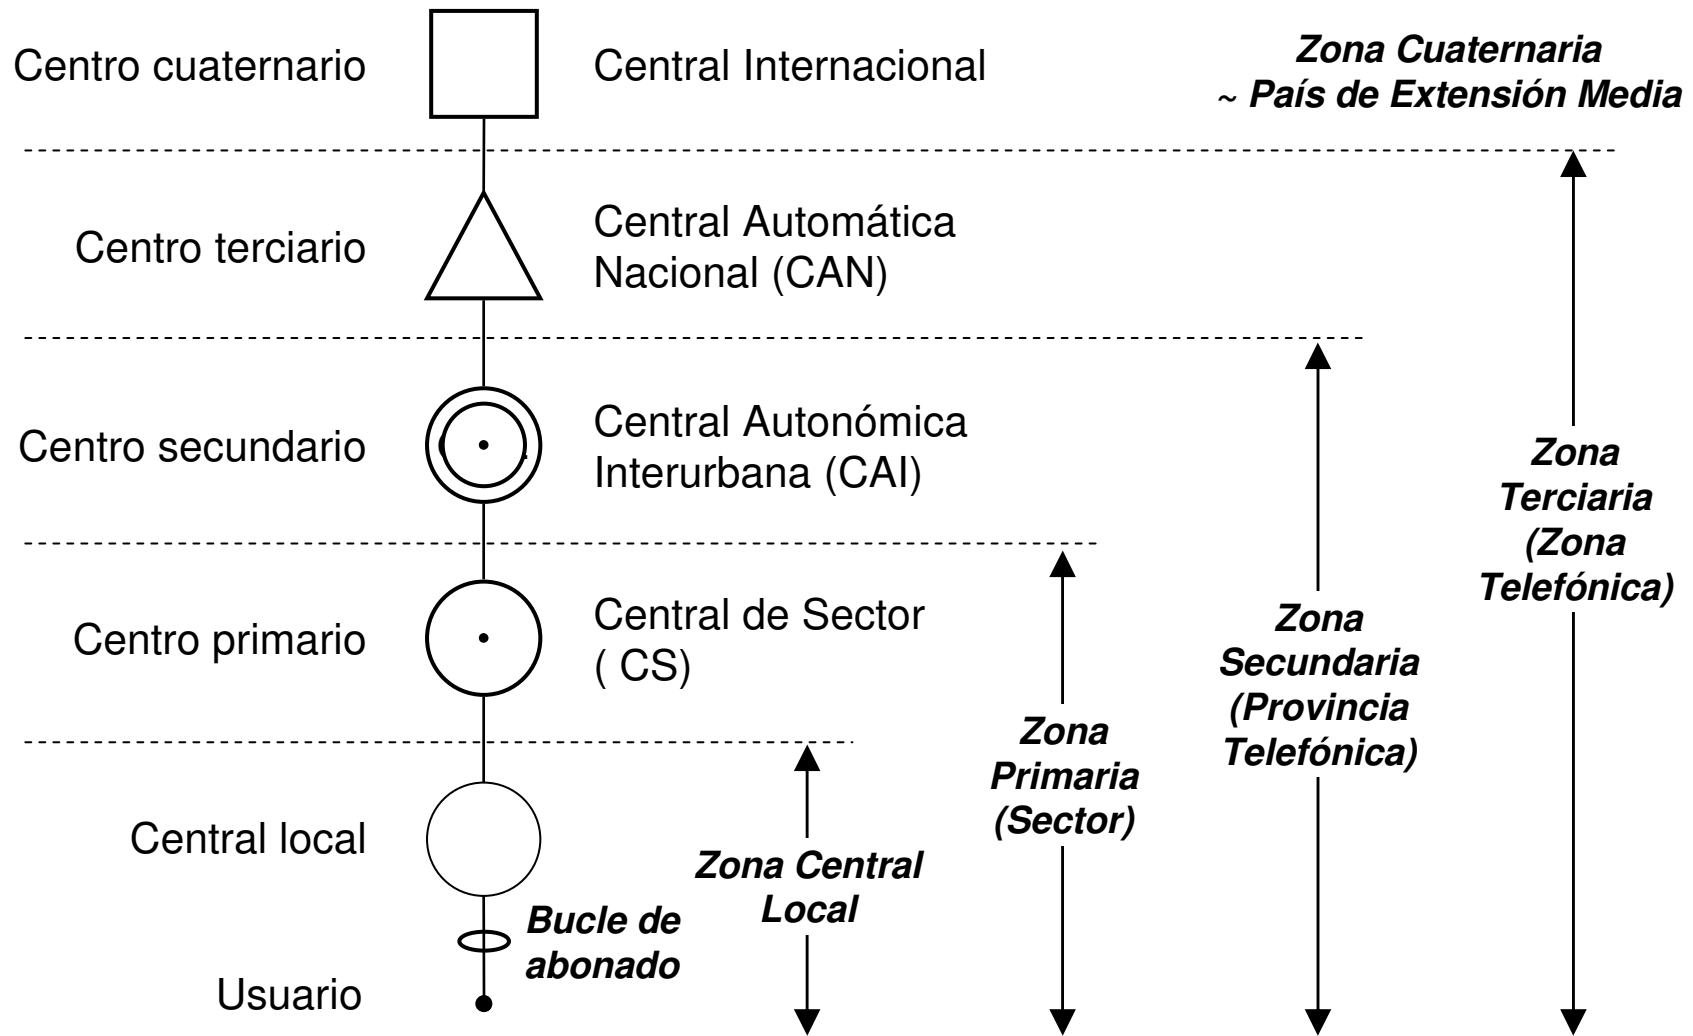 Centro cuaternario
Central Internacional
Zona Cuaternaria
~ País de Extensión Media
Centro terciario
Central Automática
Nacional (CAN)
Centro secundario
Central Autonómica
Interurbana (CAI)
Zona
Terciaria
(Zona
Telefónica)
Centro primario
Central de Sector
( CS)
Zona
Secundaria
(Provincia
Telefónica)
Zona
Primaria
(Sector)
Central local
Zona Central
Local
Bucle de
abonado
Usuario